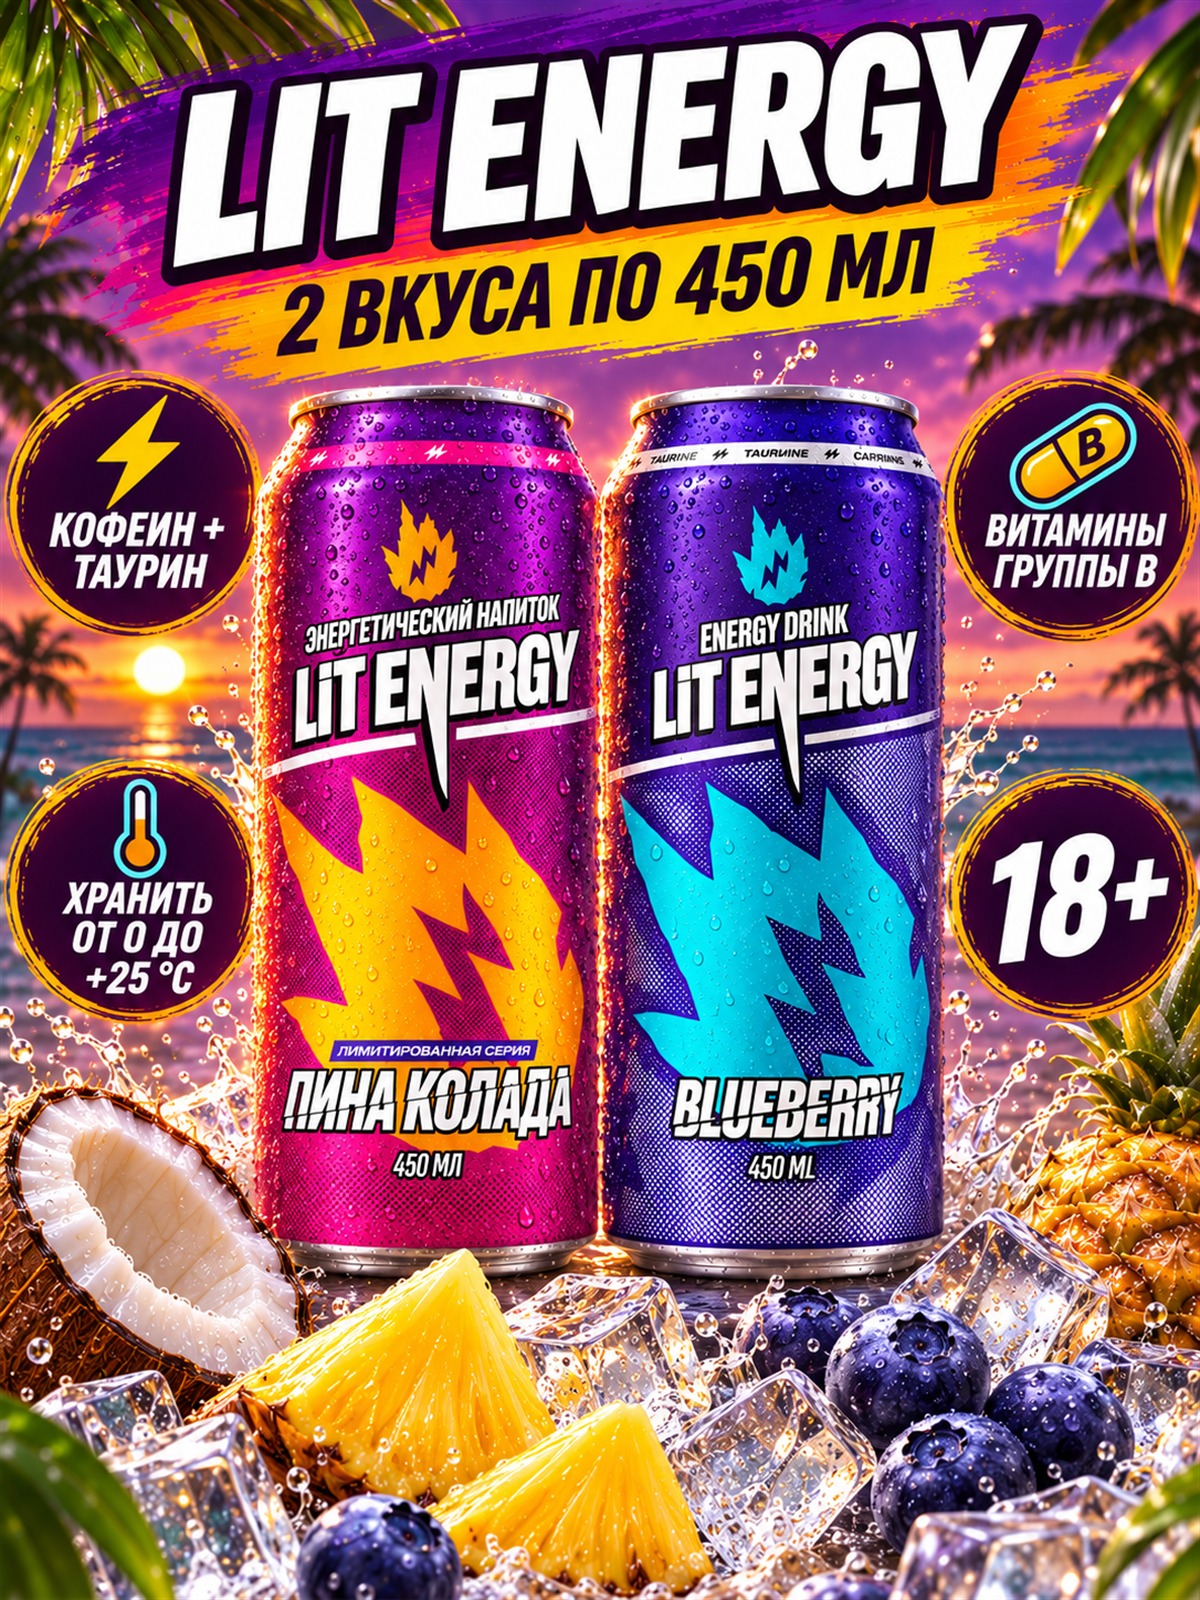 LIT ENERGY
2 ВКУСА ПО 450 МЛ
КОФЕИН +
ТАУРИН
ВИТАМИНЫ
ГРУППЫ В
ХРАНИТЬ
ОТ 0 ДО
+25 °С
18+
ЭНЕРГЕТИЧЕСКИЙ НАПИТОК
LIT ENERGY
ЛИМИТИРОВАННАЯ СЕРИЯ
ПИНА КОЛАДА
450 МЛ
TAURINE
ENERGY DRINK
LIT ENERGY
BLUEBERRY
450 ML
B